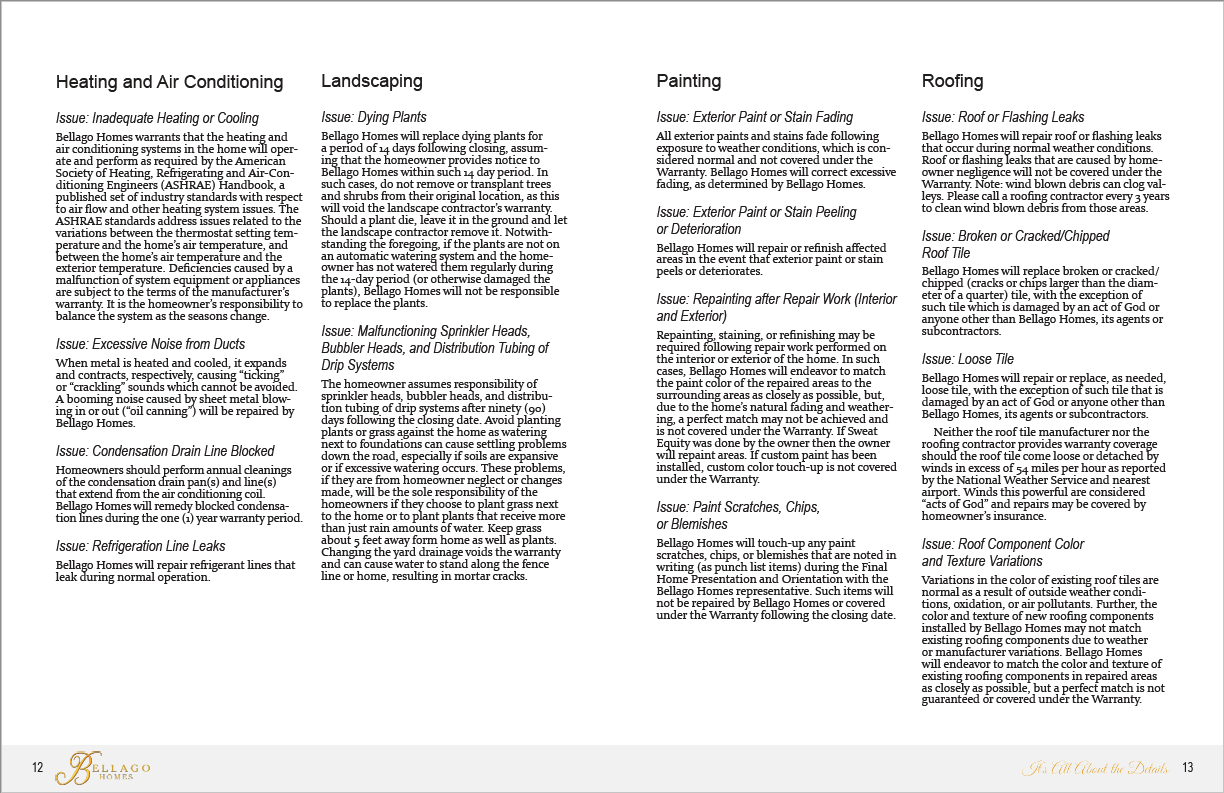 Heating and Air Conditioning
Issue: Inadequate Heating or Cooling
Bellago Homes warrants that the heating and
air conditioning systems in the home will oper-
ate and perform as required by the American
Society of Heating, Refrigerating and Air-Con-
ditioning Engineers (ASHRAE) Handbook, a
published set of industry standards with respect
to air flow and other heating system issues. The
ASHRAE standards address issues related to the
variations between the thermostat setting tem-
perature and the home's air temperature, and
between the home's air temperature and the
exterior temperature. Deficiencies caused by a
malfunction of system equipment or appliances
are subject to the terms of the manufacturer's
warranty. It is the homeowner's responsibility to
balance the system as the seasons change.
Issue: Excessive Noise from Ducts
When metal is heated and cooled, it expands
and contracts, respectively, causing “ticking”
or “crackling” sounds which cannot be avoided.
A booming noise caused by sheet metal blow-
ing in or out (“oil canning”) will be repaired by
Bellago Homes.
Issue: Condensation Drain Line Blocked
Homeowners should perform annual cleanings
of the condensation drain pan(s) and line(s)
that extend from the air conditioning coil.
Bellago Homes will remedy blocked condensa-
tion lines during the one (1) year warranty period.
Issue: Refrigeration Line Leaks
Bellago Homes will repair refrigerant lines that
leak during normal operation.
Landscaping
Issue: Dying Plants
Bellago Homes will replace dying plants for
a period of 14 days following closing, assum-
ing that the homeowner provides notice to
Bellago Homes within such 14 day period. In
such cases, do not remove or transplant trees
and shrubs from their original location, as this
will void the landscape contractor's warranty.
Should a plant die, leave it in the ground and let
the landscape contractor remove it. Notwith-
standing the foregoing, if the plants are not on
an automatic watering system and the home-
owner has not watered them regularly during
the 14-day period (or otherwise damaged the
plants), Bellago Homes will not be responsible
to replace the plants.
Issue: Malfunctioning Sprinkler Heads,
Bubbler Heads, and Distribution Tubing of
Drip Systems
The homeowner assumes responsibility of
sprinkler heads, bubbler heads, and distribu-
tion tubing of drip systems after ninety (90)
days following the closing date. Avoid planting
plants or grass against the home as watering
next to foundations can cause settling problems
down the road, especially if soils are expansive
or if excessive watering occurs. These problems,
if they are from homeowner neglect or changes
made, will be the sole responsibility of the
homeowners if they choose to plant grass next
to the home or to plant plants that receive more
than just rain amounts of water. Keep grass
about 5 feet away form home as well as plants.
Changing the yard drainage voids the warranty
and can cause water to stand along the fence
line or home, resulting in mortar cracks.
Painting
Issue: Exterior Paint or Stain Fading
All exterior paints and stains fade following
exposure to weather conditions, which is con-
sidered normal and not covered under the
Warranty. Bellago Homes will correct excessive
fading, as determined by Bellago Homes.
Issue: Exterior Paint or Stain Peeling
or Deterioration
Bellago Homes will repair or refinish affected
areas in the event that exterior paint or stain
peels or deteriorates.
Issue: Repainting after Repair Work (Interior
and Exterior)
Repainting, staining, or refinishing may be
required following repair work performed on
the interior or exterior of the home. In such
cases, Bellago Homes will endeavor to match
the paint color of the repaired areas to the
surrounding areas as closely as possible, but,
due to the home's natural fading and weather-
ing, a perfect match may not be achieved and
is not covered under the Warranty. If Sweat
Equity was done by the owner then the owner
will repaint areas. If custom paint has been
installed, custom color touch-up is not covered
under the Warranty.
Issue: Paint Scratches, Chips,
or Blemishes
Bellago Homes will touch-up any paint
scratches, chips, or blemishes that are noted in
writing (as punch list items) during the Final
Home Presentation and Orientation with the
Bellago Homes representative. Such items will
not be repaired by Bellago Homes or covered
under the Warranty following the closing date.
Roofing
Issue: Roof or Flashing Leaks
Bellago Homes will repair roof or flashing leaks
that occur during normal weather conditions.
Roof or flashing leaks that are caused by home-
owner negligence will not be covered under the
Warranty. Note: wind blown debris can clog val-
leys. Please call a roofing contractor every 3 years
to clean wind blown debris from those areas.
Issue: Broken or Cracked/Chipped
Roof Tile
Bellago Homes will replace broken or cracked/
chipped (cracks or chips larger than the diam-
eter of a quarter) tile, with the exception of
such tile which is damaged by an act of God or
anyone other than Bellago Homes, its agents or
subcontractors.
Issue: Loose Tile
Bellago Homes will repair or replace, as needed,
loose tile, with the exception of such tile that is
damaged by an act of God or anyone other than
Bellago Homes, its agents or subcontractors.
Neither the roof tile manufacturer nor the
roofing contractor provides warranty coverage
should the roof tile come loose or detached by
winds in excess of 54 miles per hour as reported
by the National Weather Service and nearest
airport. Winds this powerful are considered
“acts of God” and repairs may be covered by
homeowner's insurance.
Issue: Roof Component Color
and Texture Variations
Variations in the color of existing roof tiles are
normal as a result of outside weather condi-
tions, oxidation, or air pollutants. Further, the
color and texture of new roofing components
installed by Bellago Homes may not match
existing roofing components due to weather
or manufacturer variations. Bellago Homes
will endeavor to match the color and texture of
existing roofing components in repaired areas
as closely as possible, but a perfect match is not
guaranteed or covered under the Warranty.
12
BELLAGO
HOMES
It's All About the Details
13